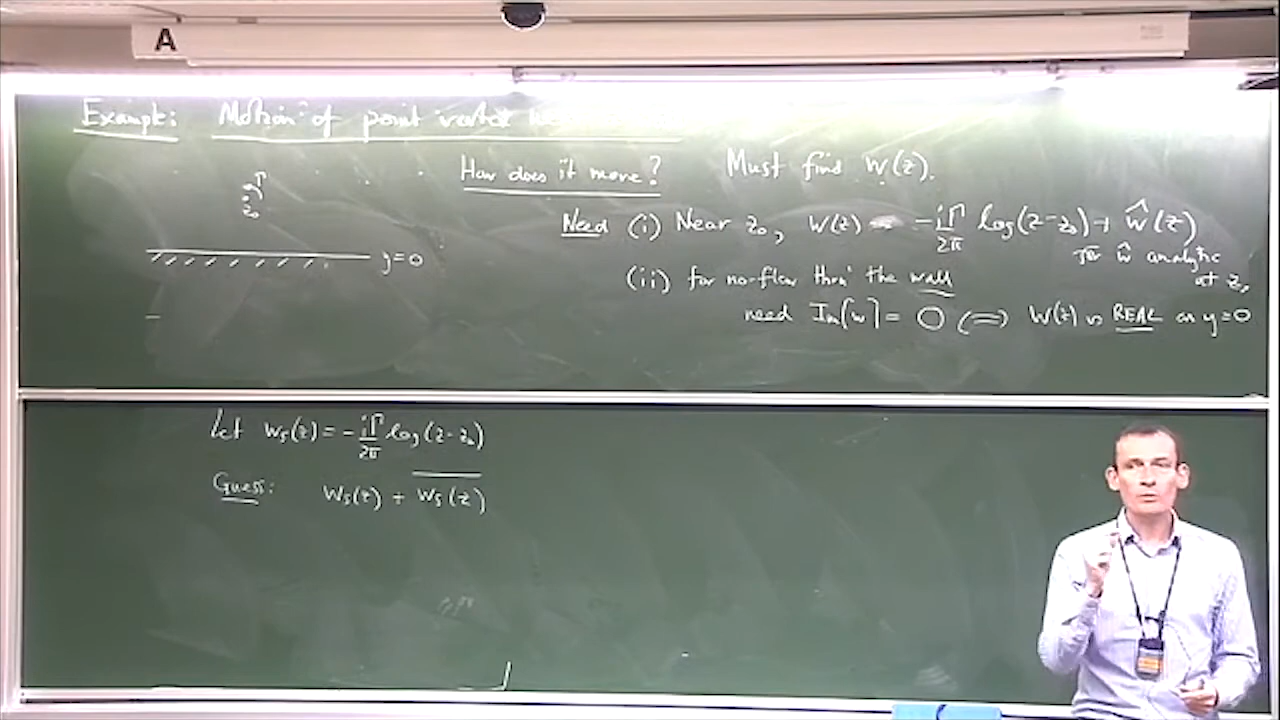 A
Example: Motion of point vortex
How does it move? Must find w(z).
Γ
z₀
y=0
Need (i) Near z₀, w(z) = -iΓ/2π log(z-z₀) + ŵ(z)
for ŵ analytic
at z₀
(ii) for no-flow thro' the wall
need Im[w] = 0 ⟺ w(z) is REAL on y=0
Let w_s(z) = -iΓ/2π log(z-z₀)
Guess: w_s(z) + \overline{w_s(z)}